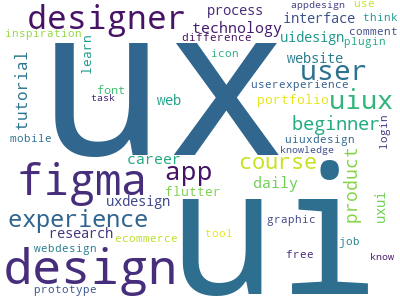 appdesign use
designer process interface think
technology comment
inspiration difference uidesign plugin
learn icon website
tutorial ux user
userexperience
font task web portfolio uiux
mobile beginner login
uiuxdesign
knowledge
career course
figma app daily product
flutter uxui
uxdesign
experience graphic
research tool job
ecommerce
webdesign free know
design ui
prototype